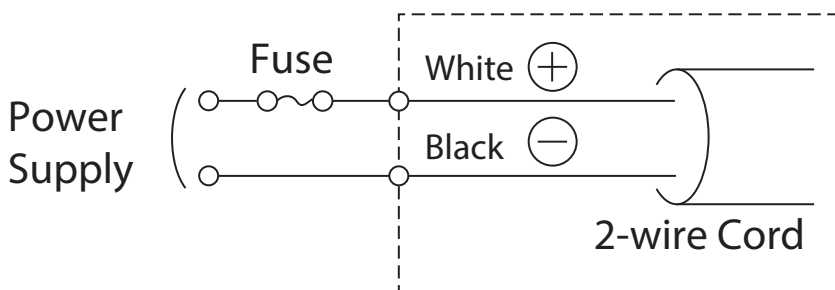 Fuse
White +
Power
Supply
Black −
2-wire Cord